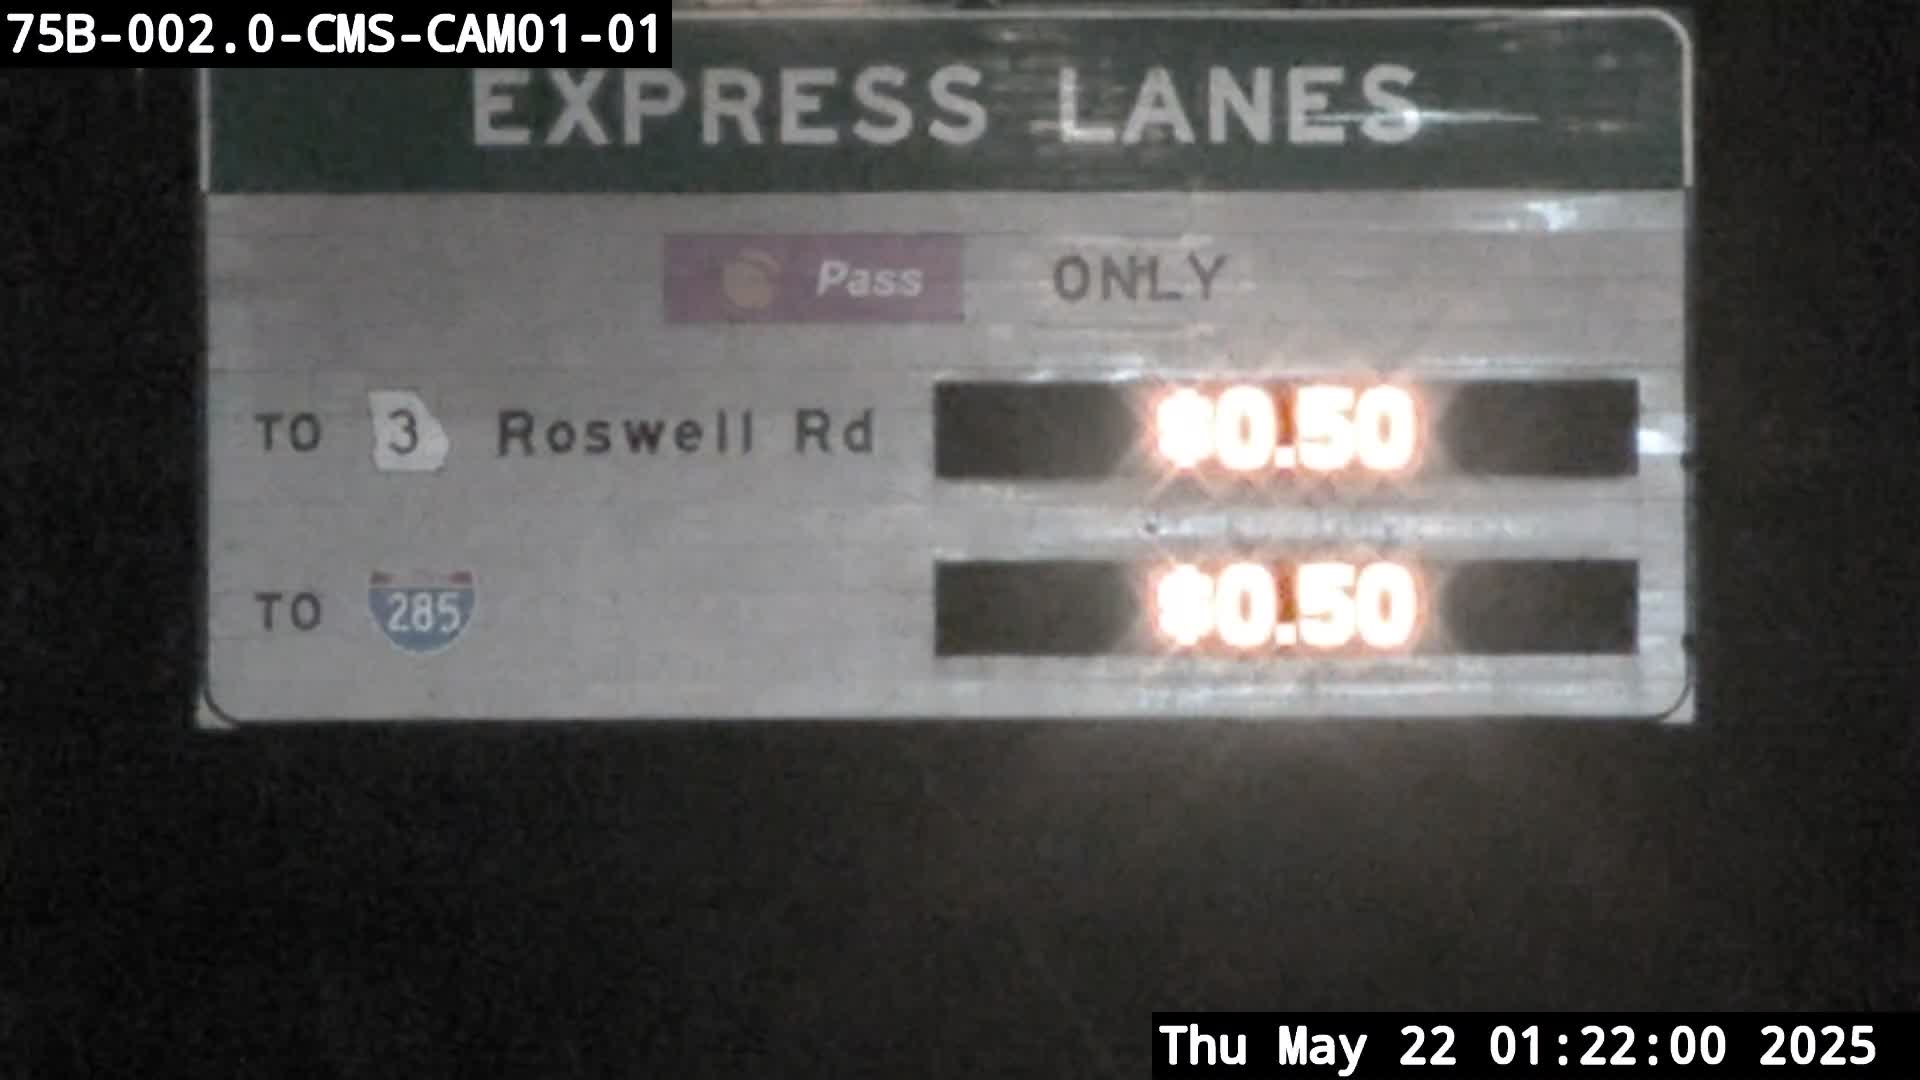 75B-002.0-CMS-CAM01-01
EXPRESS LANES
Pass ONLY
TO 3 Roswell Rd $0.50
TO 285 $0.50
Thu May 22 01:22:00 2025